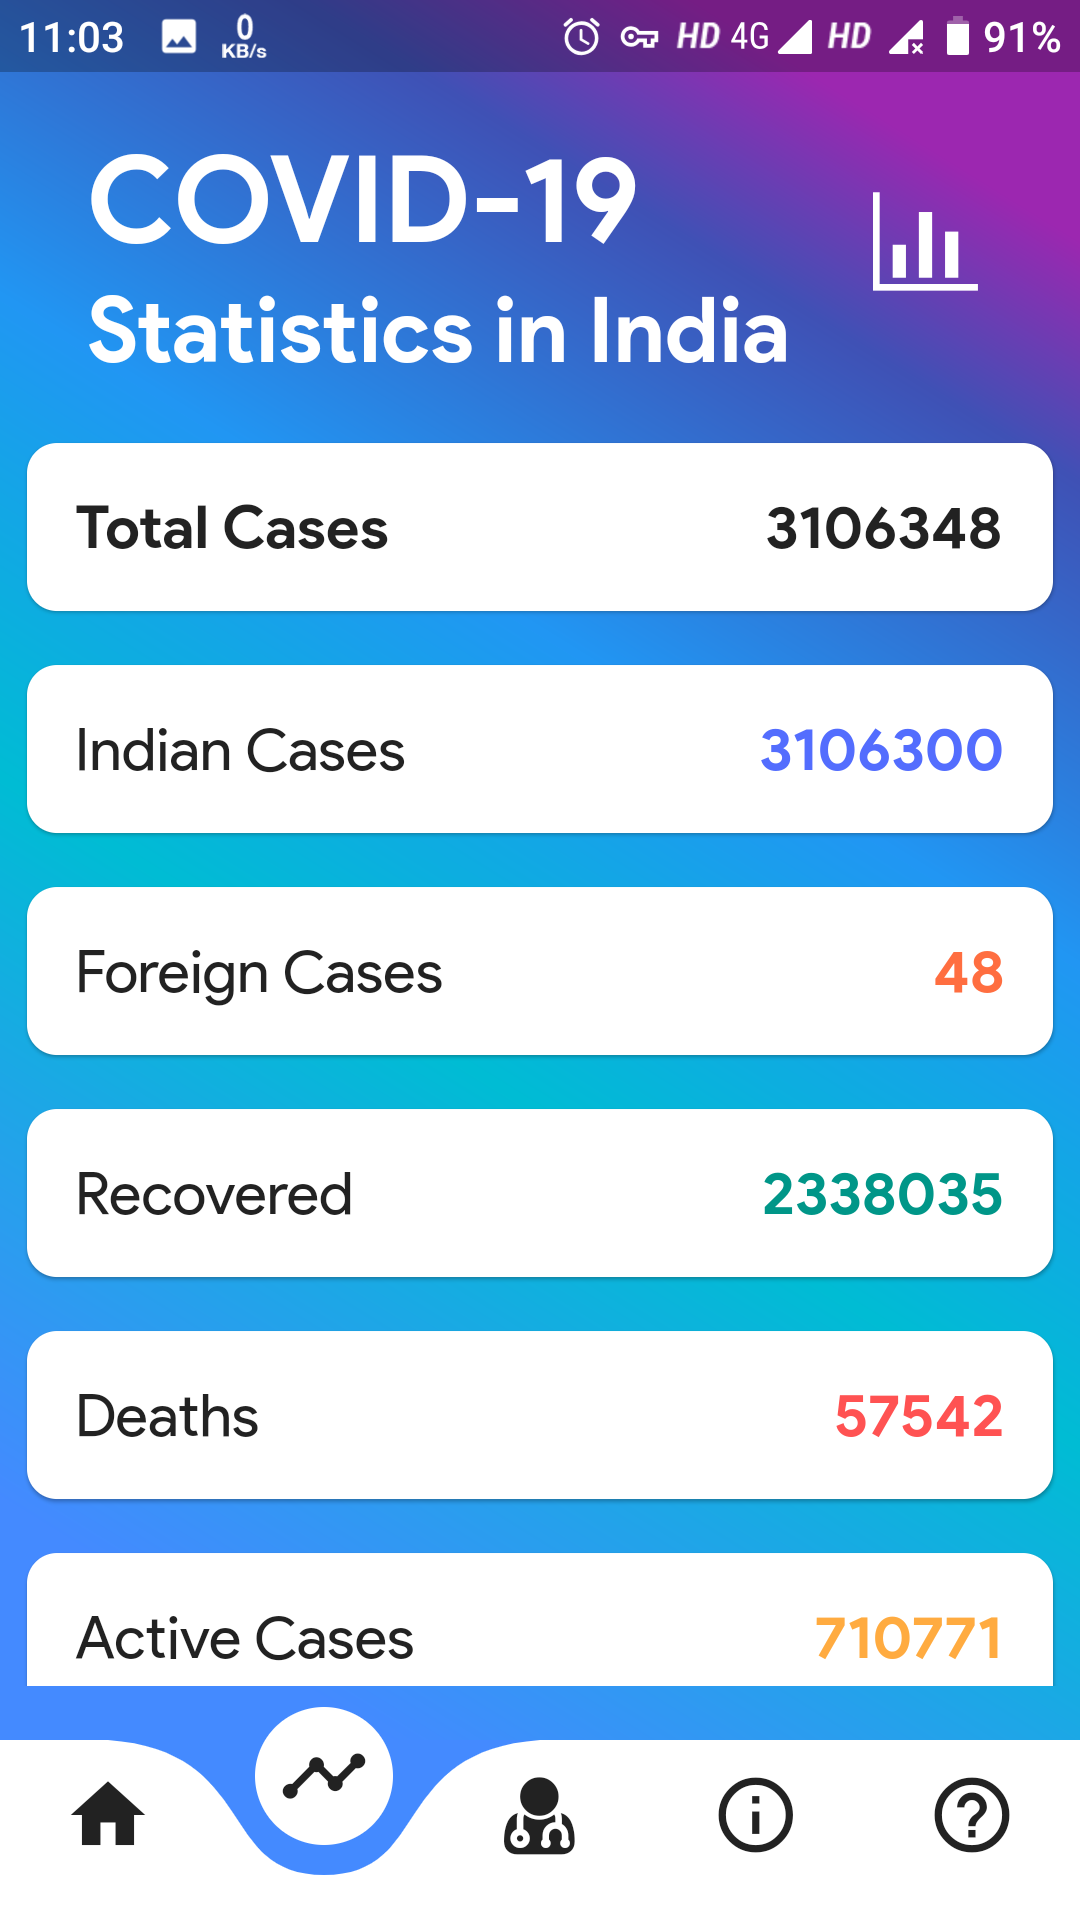 11:03 0 KB/s HD 4G HD 91%
COVID-19
Statistics in India
Total Cases 3106348
Indian Cases 3106300
Foreign Cases 48
Recovered 2338035
Deaths 57542
Active Cases 710771